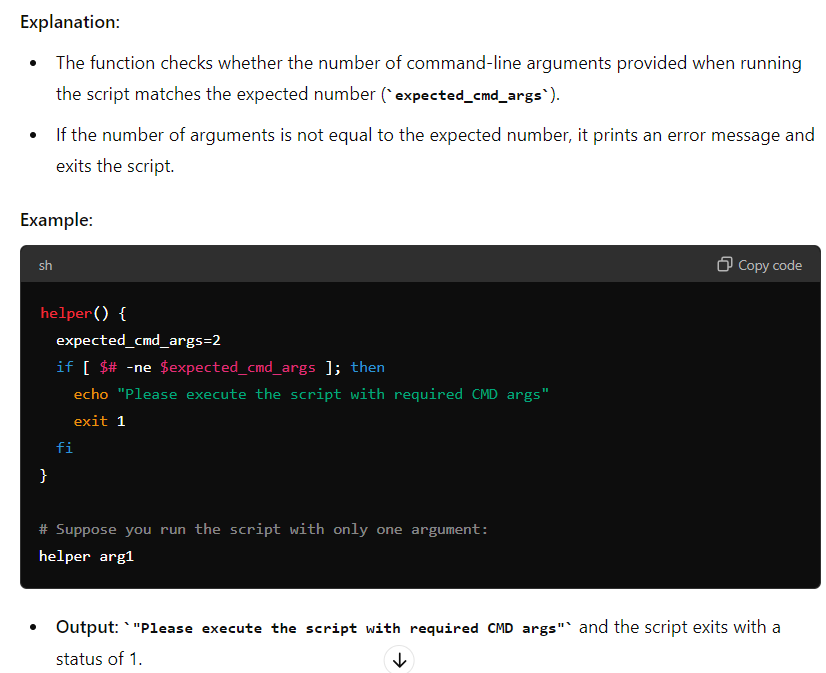 Explanation:
• The function checks whether the number of command-line arguments provided when running
the script matches the expected number (`expected_cmd_args`).
• If the number of arguments is not equal to the expected number, it prints an error message and
exits the script.
Example:
sh Copy code
helper() {
  expected_cmd_args=2
  if [ $# -ne $expected_cmd_args ]; then
    echo "Please execute the script with required CMD args"
    exit 1
  fi
}
# Suppose you run the script with only one argument:
helper arg1
• Output: `"Please execute the script with required CMD args"` and the script exits with a
status of 1.